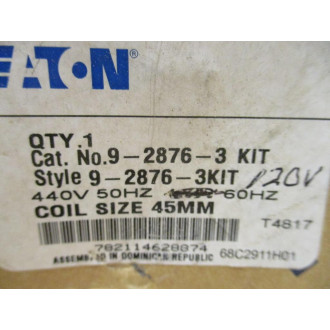 EATON
QTY.1
Cat. No.9-2876-3 KIT
Style 9-2876-3KIT 120V
440V 50HZ 60HZ
COIL SIZE 45MM
T4817
782114628874
ASSEMBLED IN DOMINICAN REPUBLIC
68C2911H01